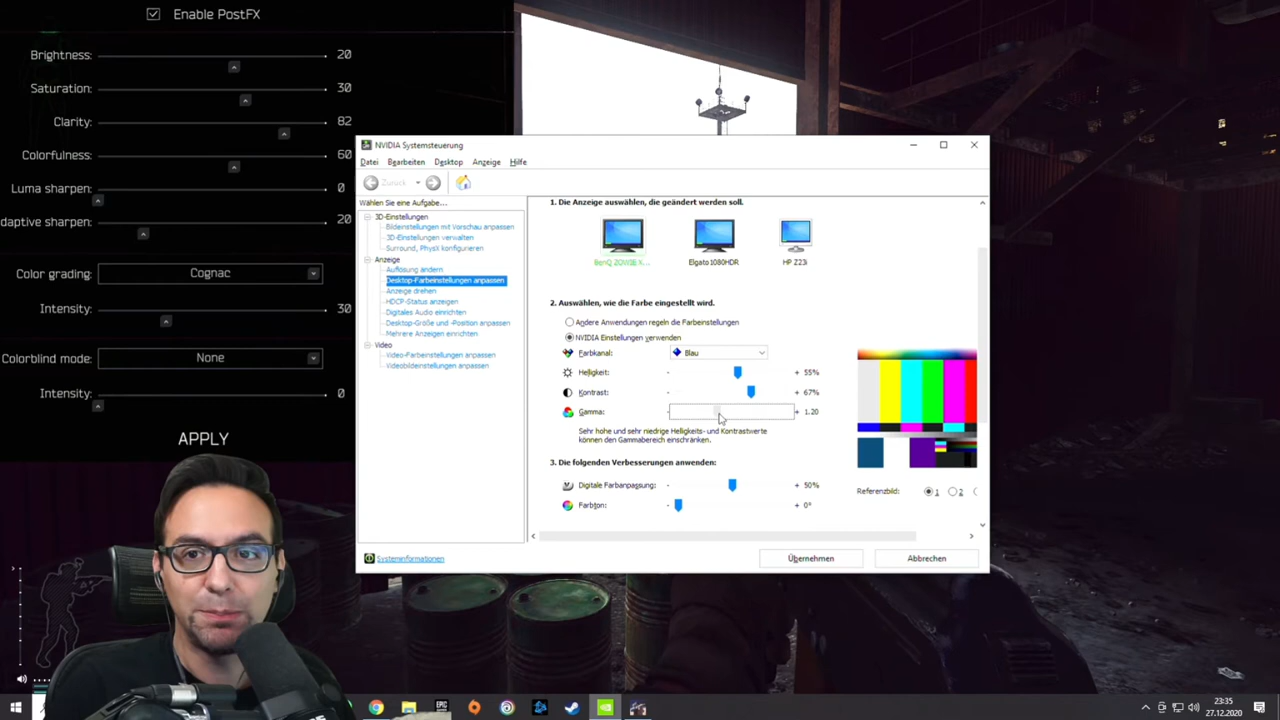 Enable PostFX
Brightness: 20
Saturation: 30
Clarity: 82
Colorfulness: 60
Luma sharpen: 0
daptive sharpen: 20
Color grading: Cognac
Intensity: 30
Colorblind mode: None
Intensity: 0
APPLY
NVIDIA Systemsteuerung
Datei Bearbeiten Desktop Anzeige Hilfe
Zurück
Wählen Sie eine Aufgabe...
3D-Einstellungen
Bildeinstellungen mit Vorschau anpassen
3D-Einstellungen verwalten
Surround, PhysX konfigurieren
Anzeige
Auflösung ändern
Desktop-Farbeinstellungen anpassen
Anzeige drehen
HDCP-Status anzeigen
Digitales Audio einrichten
Desktop-Größe und -Position anpassen
Mehrere Anzeigen einrichten
Video
Video-Farbeinstellungen anpassen
Videobildeinstellungen anpassen
Systeminformationen
1. Die Anzeige auswählen, die geändert werden soll.
BenQ ZOWIE X... Elgato 1080HDR HP Z23i
2. Auswählen, wie die Farbe eingestellt wird.
Andere Anwendungen regeln die Farbeinstellungen
NVIDIA Einstellungen verwenden
Farbkanal: Blau
Helligkeit: - + 55%
Kontrast: - + 67%
Gamma: - + 1.20
Sehr hohe und sehr niedrige Helligkeits- und Kontrastwerte
können den Gammabereich einschränken.
3. Die folgenden Verbesserungen anwenden:
Digitale Farbanpassung: - + 50%
Farbton: - + 0°
Referenzbild: 1 2
Übernehmen Abbrechen
EPIC
23:35
27.12.2020